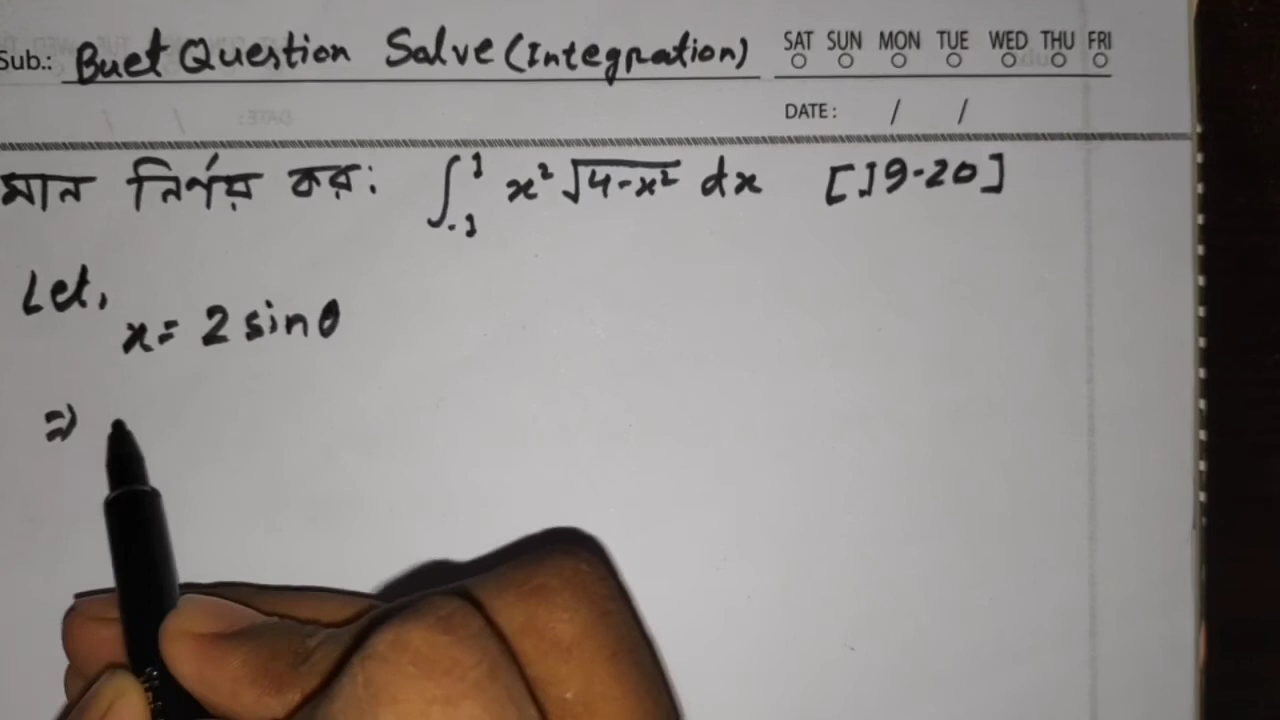 Sub.: Buet Question Solve (Integration) SAT SUN MON TUE WED THU FRI
DATE: / /
মান নির্ণয় কর: ∫₋₁¹ x² √(4-x²) dx [19-20]
Let,
x = 2 sinθ
⇒